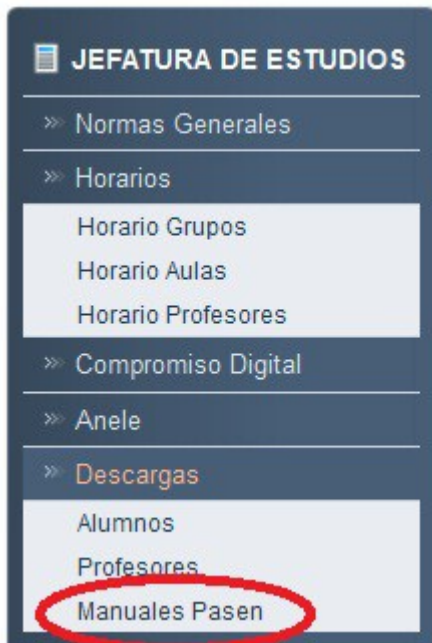 JEFATURA DE ESTUDIOS
Normas Generales
Horarios
Horario Grupos
Horario Aulas
Horario Profesores
Compromiso Digital
Anele
Descargas
Alumnos
Profesores
Manuales Pasen